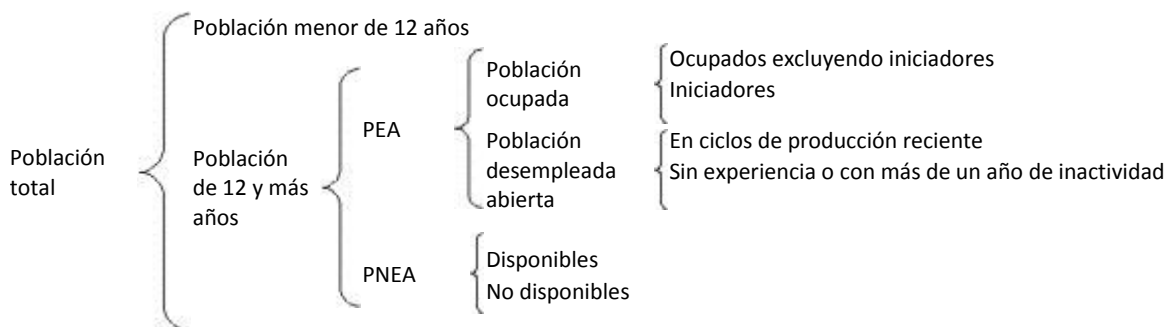 Población total
Población menor de 12 años
Población
de 12 y más
años
PEA
Población
ocupada
Ocupados excluyendo iniciadores
Iniciadores
Población
desempleada
abierta
En ciclos de producción reciente
Sin experiencia o con más de un año de inactividad
PNEA
Disponibles
No disponibles